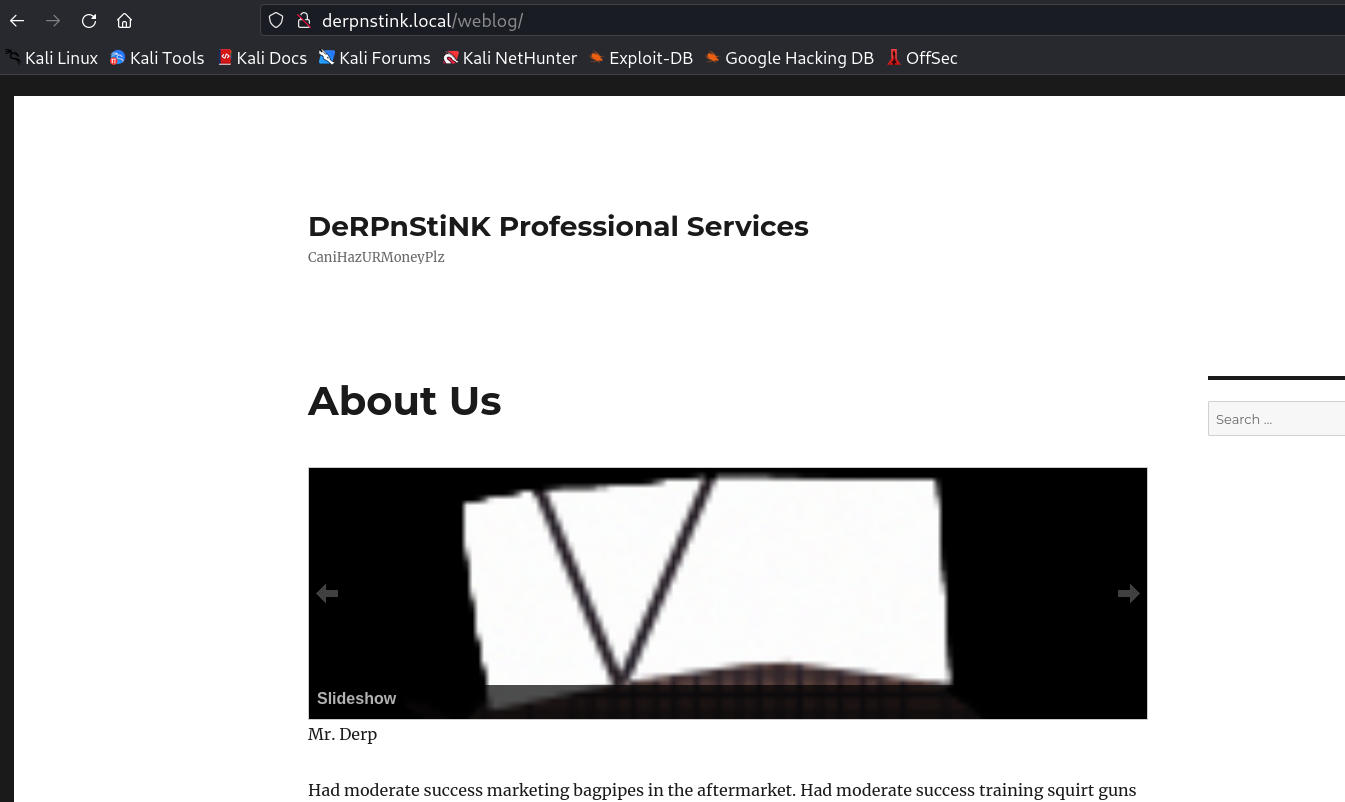 derpnstink.local/weblog/
Kali Linux Kali Tools Kali Docs Kali Forums Kali NetHunter Exploit-DB Google Hacking DB OffSec
DeRPnStiNK Professional Services
CaniHazURMoneyPlz
About Us
Search ...
Slideshow
Mr. Derp
Had moderate success marketing bagpipes in the aftermarket. Had moderate success training squirt guns